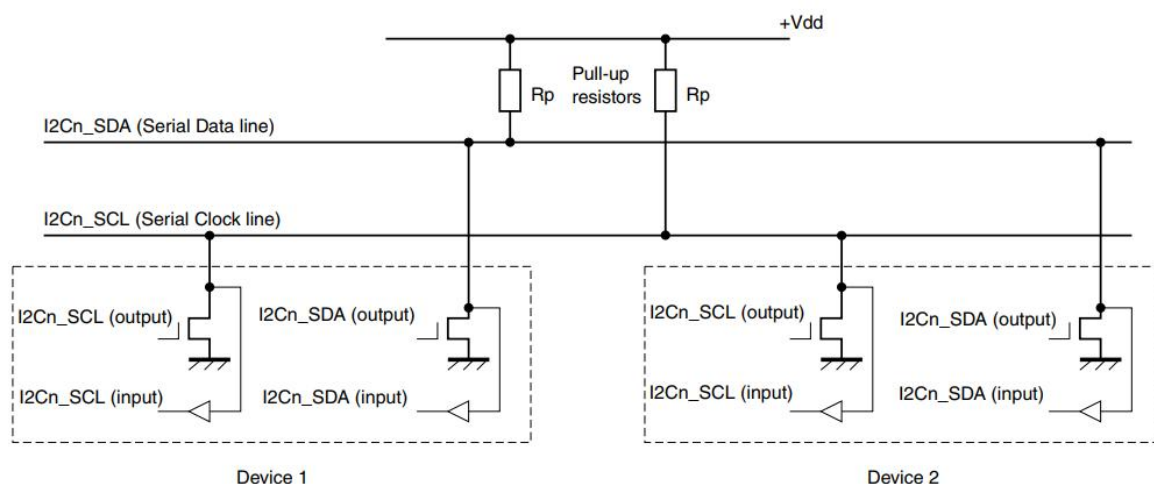 +Vdd
Pull-up
resistors
Rp
Rp
I2Cn_SDA (Serial Data line)
I2Cn_SCL (Serial Clock line)
I2Cn_SCL (output)
I2Cn_SDA (output)
I2Cn_SCL (output)
I2Cn_SDA (output)
I2Cn_SCL (input)
I2Cn_SDA (input)
I2Cn_SCL (input)
I2Cn_SDA (input)
Device 1
Device 2